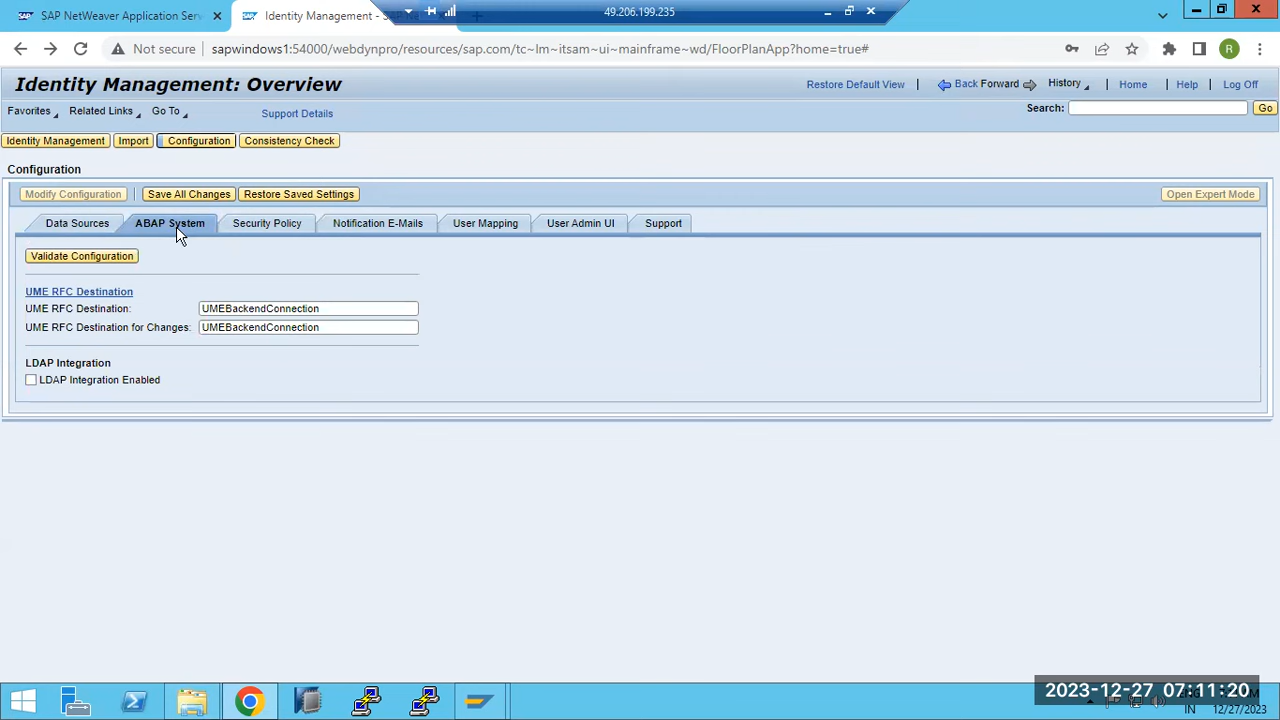 SAP NetWeaver Application Serv
Identity Management - SAP Ne
49.206.199.235
Not secure
sapwindows1:54000/webdynpro/resources/sap.com/tc~lm~itsam~ui~mainframe~wd/FloorPlanApp?home=true#
R
Identity Management: Overview
Restore Default View
Back Forward
History
Home
Help
Log Off
Favorites
Related Links
Go To
Support Details
Search:
Go
Identity Management
Import
Configuration
Consistency Check
Configuration
Modify Configuration
Save All Changes
Restore Saved Settings
Open Expert Mode
Data Sources
ABAP System
Security Policy
Notification E-Mails
User Mapping
User Admin UI
Support
Validate Configuration
UME RFC Destination
UME RFC Destination: UMEBackendConnection
UME RFC Destination for Changes: UMEBackendConnection
LDAP Integration
LDAP Integration Enabled
2023-12-27 07:11:20
IN
12/27/2023